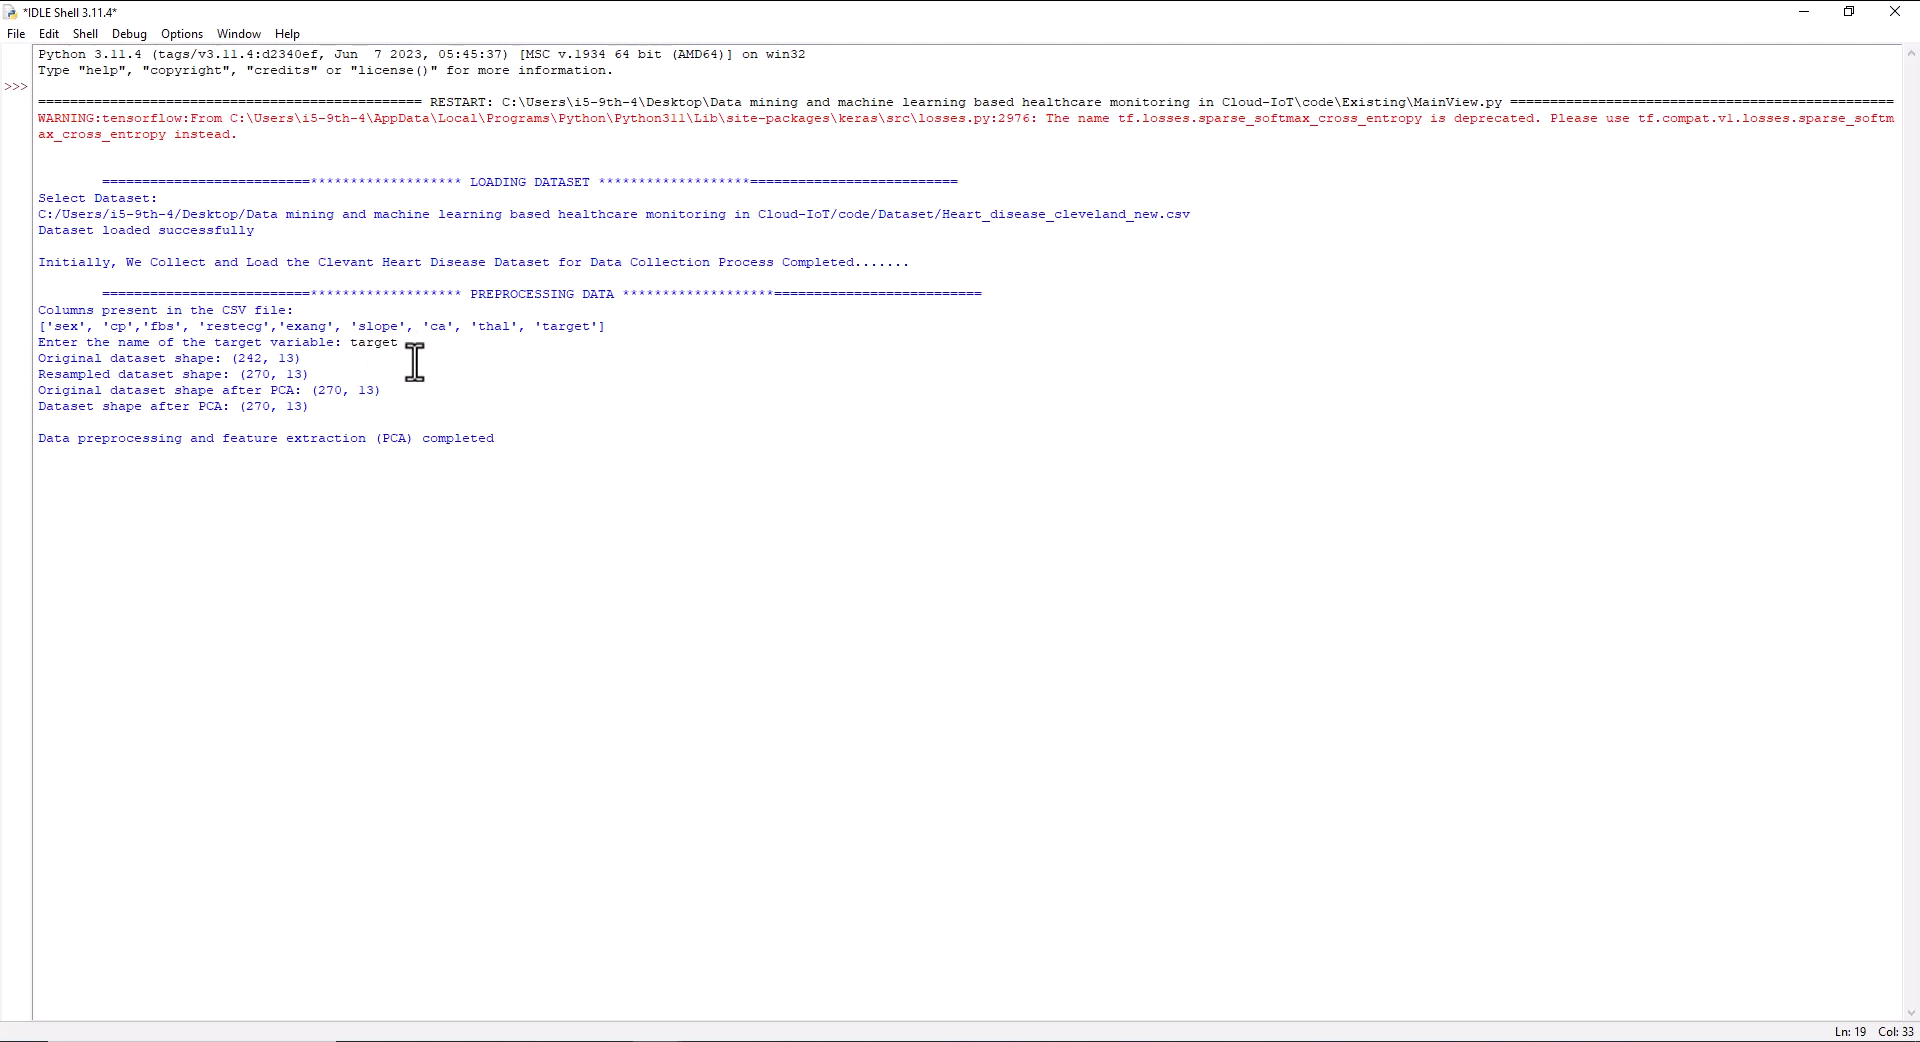 *IDLE Shell 3.11.4*
File Edit Shell Debug Options Window Help
Python 3.11.4 (tags/v3.11.4:d2340ef, Jun  7 2023, 05:45:37) [MSC v.1934 64 bit (AMD64)] on win32
Type "help", "copyright", "credits" or "license()" for more information.
>>>
================================================ RESTART: C:\Users\i5-9th-4\Desktop\Data mining and machine learning based healthcare monitoring in Cloud-IoT\code\Existing\MainView.py ================================================
WARNING:tensorflow:From C:\Users\i5-9th-4\AppData\Local\Programs\Python\Python311\Lib\site-packages\keras\src\losses.py:2976: The name tf.losses.sparse_softmax_cross_entropy is deprecated. Please use tf.compat.v1.losses.sparse_softm
ax_cross_entropy instead.
==========================******************* LOADING DATASET *******************==========================
Select Dataset:
C:/Users/i5-9th-4/Desktop/Data mining and machine learning based healthcare monitoring in Cloud-IoT/code/Dataset/Heart_disease_cleveland_new.csv
Dataset loaded successfully
Initially, We Collect and Load the Clevant Heart Disease Dataset for Data Collection Process Completed.......
==========================******************* PREPROCESSING DATA *******************==========================
Columns present in the CSV file:
['sex', 'cp','fbs', 'restecg','exang', 'slope', 'ca', 'thal', 'target']
Enter the name of the target variable: target
Original dataset shape: (242, 13)
Resampled dataset shape: (270, 13)
Original dataset shape after PCA: (270, 13)
Dataset shape after PCA: (270, 13)
Data preprocessing and feature extraction (PCA) completed
Ln: 19 Col: 33